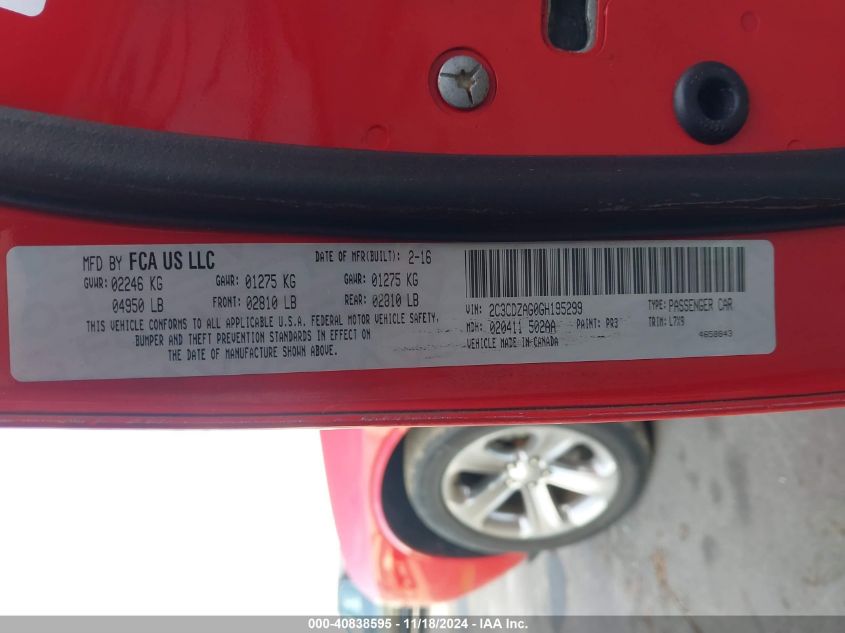 MFD BY FCA US LLC DATE OF MFR(BUILT): 2-16
GVWR: 02246 KG GAWR: 01275 KG GAWR: 01275 KG
04950 LB FRONT: 02810 LB REAR: 02810 LB
THIS VEHICLE CONFORMS TO ALL APPLICABLE U.S.A. FEDERAL MOTOR VEHICLE SAFETY,
BUMPER AND THEFT PREVENTION STANDARDS IN EFFECT ON
THE DATE OF MANUFACTURE SHOWN ABOVE.
VIN: 2C3CDZAG0GH195299 TYPE: PASSENGER CAR
MDH: 020411 502AA PAINT: PR3 TRIM: L7X9
VEHICLE MADE IN CANADA 4658843
000-40838595 - 11/18/2024 - IAA Inc.